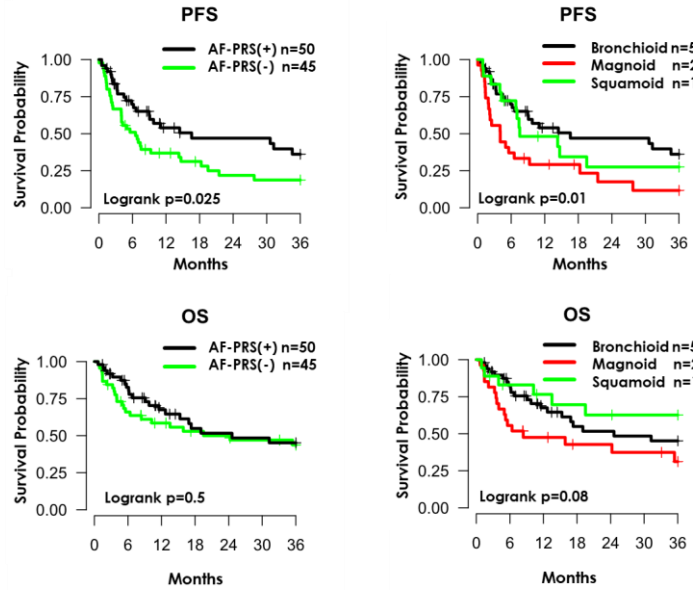 PFS
AF-PRS(+) n=50
AF-PRS(-) n=45
Survival Probability
1.00
0.75
0.50
0.25
0.00
Logrank p=0.025
0 6 12 18 24 30 36
Months
PFS
Bronchioid n=5
Magnoid n=2
Squamoid n=1
Survival Probability
1.00
0.75
0.50
0.25
0.00
Logrank p=0.01
0 6 12 18 24 30 36
Months
OS
AF-PRS(+) n=50
AF-PRS(-) n=45
Survival Probability
1.00
0.75
0.50
0.25
0.00
Logrank p=0.5
0 6 12 18 24 30 36
Months
OS
Bronchioid n=5
Magnoid n=2
Squamoid n=1
Survival Probability
1.00
0.75
0.50
0.25
0.00
Logrank p=0.08
0 6 12 18 24 30 36
Months